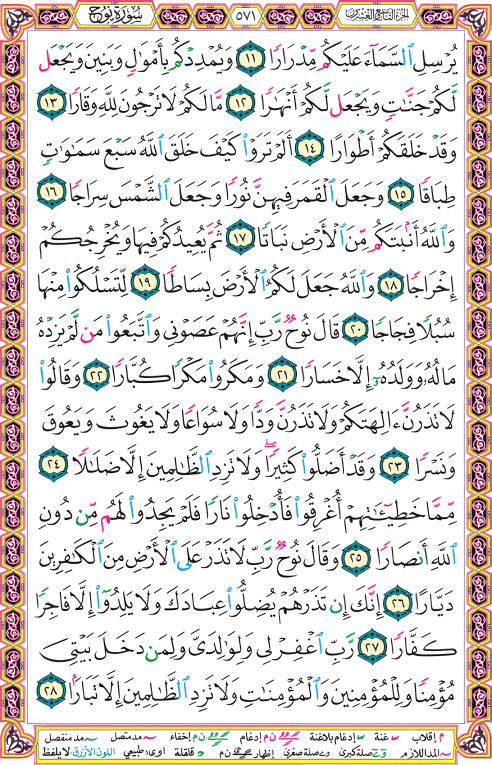 الجزء التاسع والعشرون ٥٧١ سورة نوح
يُرْسِلِ ٱلسَّمَآءَ عَلَيْكُم مِّدْرَارًا ١١ وَيُمْدِدْكُم بِأَمْوَٰلٍ وَبَنِينَ وَيَجْعَل
لَّكُمْ جَنَّـٰتٍ وَيَجْعَل لَّكُمْ أَنْهَـٰرًا ١٢ مَّا لَكُمْ لَا تَرْجُونَ لِلَّهِ وَقَارًا ١٣
وَقَدْ خَلَقَكُمْ أَطْوَارًا ١٤ أَلَمْ تَرَوْا۟ كَيْفَ خَلَقَ ٱللَّهُ سَبْعَ سَمَـٰوَٰتٍ
طِبَاقًا ١٥ وَجَعَلَ ٱلْقَمَرَ فِيهِنَّ نُورًا وَجَعَلَ ٱلشَّمْسَ سِرَاجًا ١٦
وَٱللَّهُ أَنۢبَتَكُم مِّنَ ٱلْأَرْضِ نَبَاتًا ١٧ ثُمَّ يُعِيدُكُمْ فِيهَا وَيُخْرِجُكُمْ
إِخْرَاجًا ١٨ وَٱللَّهُ جَعَلَ لَكُمُ ٱلْأَرْضَ بِسَاطًا ١٩ لِّتَسْلُكُوا۟ مِنْهَا
سُبُلًا فِجَاجًا ٢٠ قَالَ نُوحٌ رَّبِّ إِنَّهُمْ عَصَوْنِى وَٱتَّبَعُوا۟ مَن لَّمْ يَزِدْهُ
مَالُهُۥ وَوَلَدُهُۥٓ إِلَّا خَسَارًا ٢١ وَمَكَرُوا۟ مَكْرًا كُبَّارًا ٢٢ وَقَالُوا۟
لَا تَذَرُنَّ ءَالِهَتَكُمْ وَلَا تَذَرُنَّ وَدًّا وَلَا سُوَاعًا وَلَا يَغُوثَ وَيَعُوقَ
وَنَسْرًا ٢٣ وَقَدْ أَضَلُّوا۟ كَثِيرًا ۖ وَلَا تَزِدِ ٱلظَّـٰلِمِينَ إِلَّا ضَلَـٰلًا ٢٤
مِّمَّا خَطِيٓـَٔـٰتِهِمْ أُغْرِقُوا۟ فَأُدْخِلُوا۟ نَارًا فَلَمْ يَجِدُوا۟ لَهُم مِّن دُونِ
ٱللَّهِ أَنصَارًا ٢٥ وَقَالَ نُوحٌ رَّبِّ لَا تَذَرْ عَلَى ٱلْأَرْضِ مِنَ ٱلْكَـٰفِرِينَ
دَيَّارًا ٢٦ إِنَّكَ إِن تَذَرْهُمْ يُضِلُّوا۟ عِبَادَكَ وَلَا يَلِدُوٓا۟ إِلَّا فَاجِرًا
كَفَّارًا ٢٧ رَّبِّ ٱغْفِرْ لِى وَلِوَٰلِدَىَّ وَلِمَن دَخَلَ بَيْتِىَ
مُؤْمِنًا وَلِلْمُؤْمِنِينَ وَٱلْمُؤْمِنَـٰتِ وَلَا تَزِدِ ٱلظَّـٰلِمِينَ إِلَّا تَبَارًۢا ٢٨
م إقلاب غنة إدغام بلاغنة ن م إدغام ن م إخفاء مد متصل مد منفصل
المد اللازم صلة كبرى صلة صغرى إظهار ن م قلقلة اوى طبيعي اللون الأزرق لا يلفظ